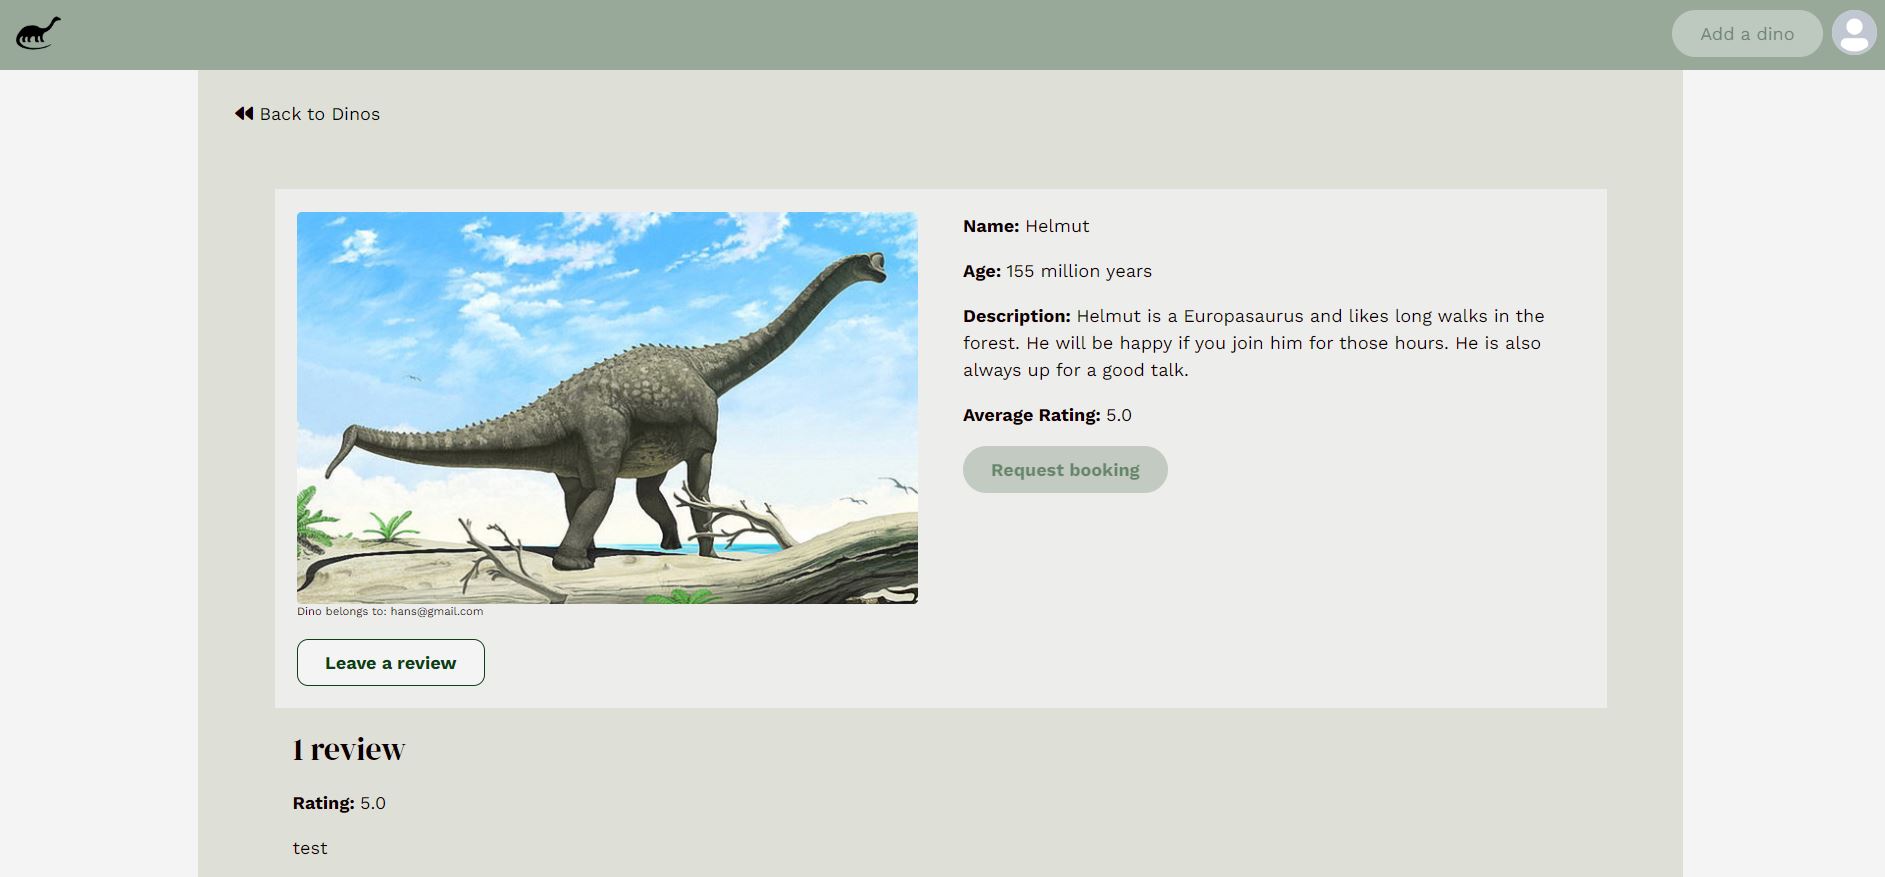 Add a dino
Back to Dinos
Name: Helmut
Age: 155 million years
Description: Helmut is a Europasaurus and likes long walks in the
forest. He will be happy if you join him for those hours. He is also
always up for a good talk.
Average Rating: 5.0
Request booking
Dino belongs to: hans@gmail.com
Leave a review
1 review
Rating: 5.0
test